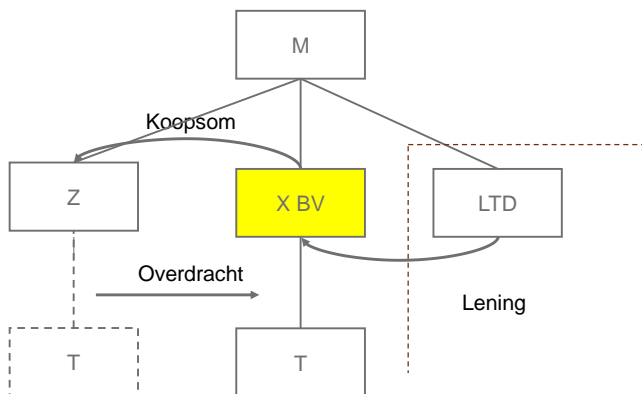 M
Koopsom
Z
X BV
LTD
Overdracht
Lening
T
T